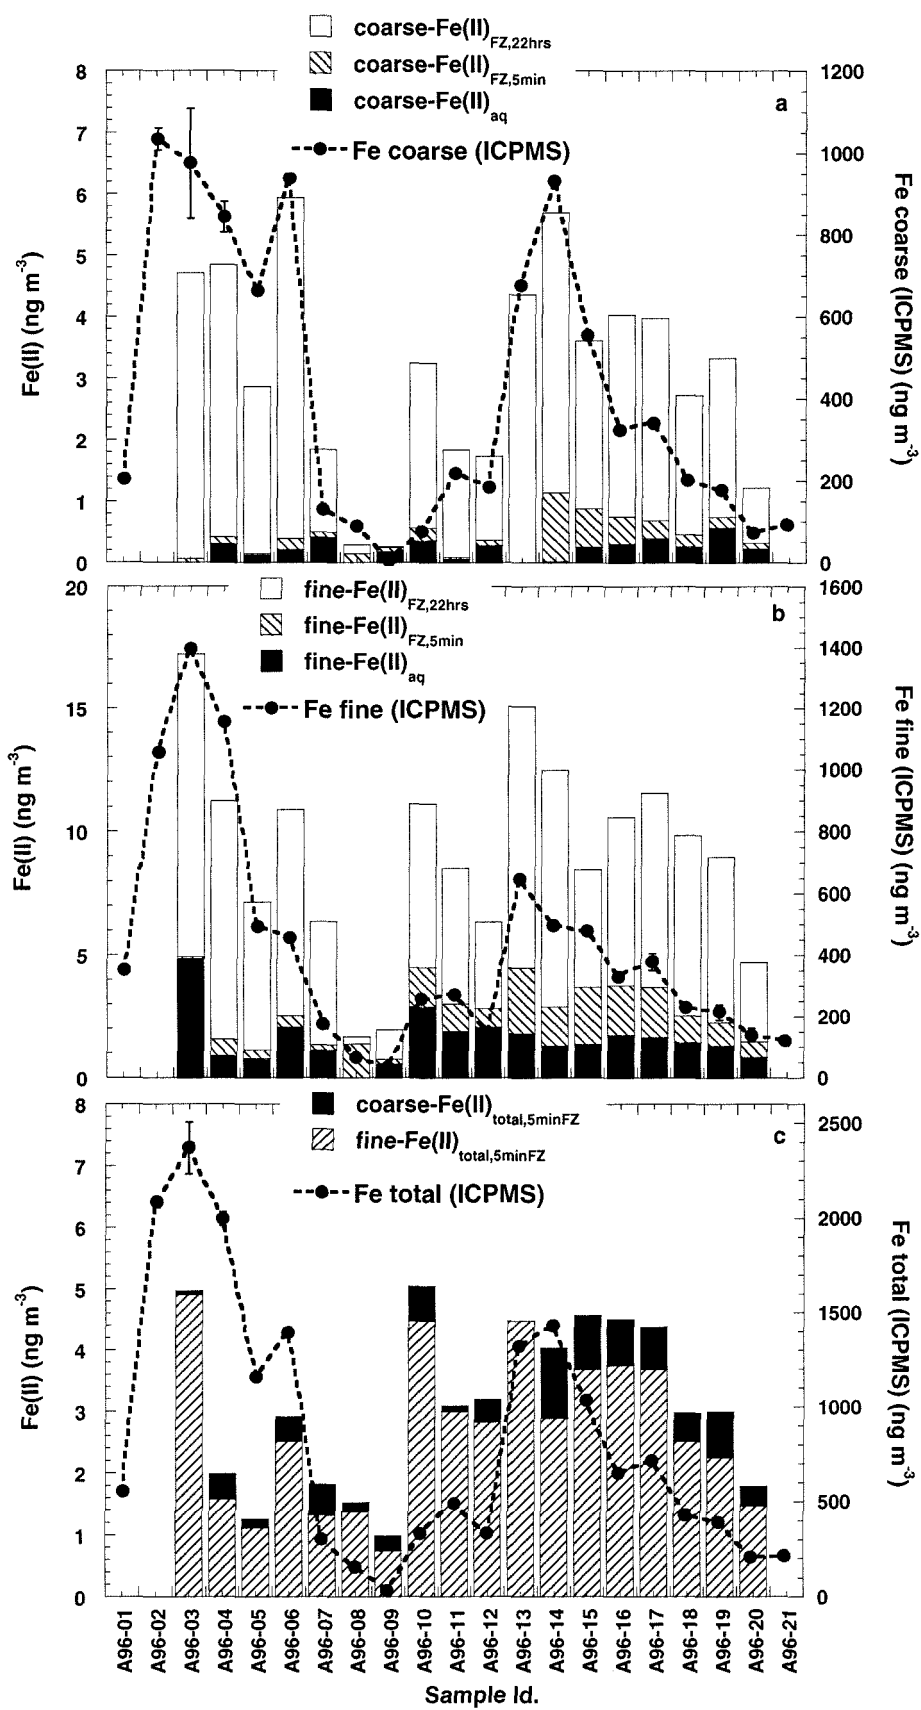 coarse-Fe(II)FZ,22hrs
coarse-Fe(II)FZ,5min
coarse-Fe(II)aq
Fe coarse (ICPMS)
a
8
7
6
5
4
3
2
1
0
Fe(II) (ng m-3)
1200
1000
800
600
400
200
0
Fe coarse (ICPMS) (ng m-3)
fine-Fe(II)FZ,22hrs
fine-Fe(II)FZ,5min
fine-Fe(II)aq
Fe fine (ICPMS)
b
20
15
10
5
0
Fe(II) (ng m-3)
1600
1400
1200
1000
800
600
400
200
0
Fe fine (ICPMS) (ng m-3)
coarse-Fe(II)total,5minFZ
fine-Fe(II)total,5minFZ
Fe total (ICPMS)
c
8
7
6
5
4
3
2
1
0
Fe(II) (ng m-3)
2500
2000
1500
1000
500
0
Fe total (ICPMS) (ng m-3)
A96-01
A96-02
A96-03
A96-04
A96-05
A96-06
A96-07
A96-08
A96-09
A96-10
A96-11
A96-12
A96-13
A96-14
A96-15
A96-16
A96-17
A96-18
A96-19
A96-20
A96-21
Sample Id.